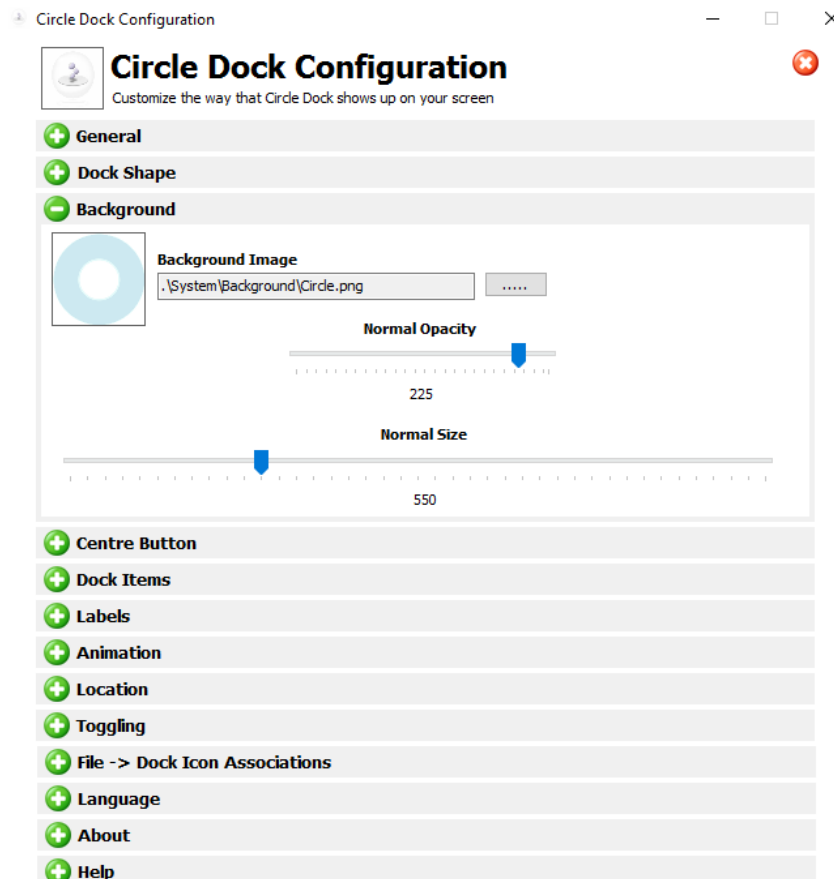 Circle Dock Configuration
Circle Dock Configuration
Customize the way that Circle Dock shows up on your screen
General
Dock Shape
Background
Background Image
.\System\Background\Circle.png
.....
Normal Opacity
225
Normal Size
550
Centre Button
Dock Items
Labels
Animation
Location
Toggling
File -> Dock Icon Associations
Language
About
Help